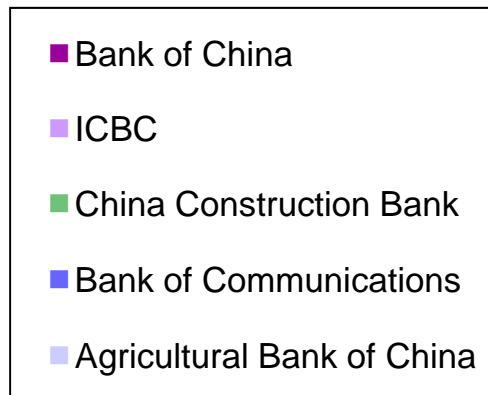 Bank of China
ICBC
China Construction Bank
Bank of Communications
Agricultural Bank of China